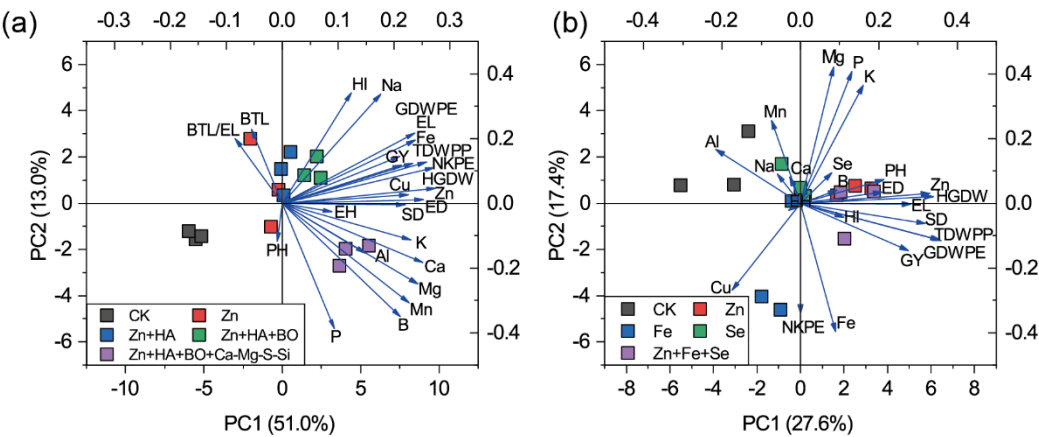 (a)
-0.1 0.0 0.1 0.2 0.3
6
4
2
0
-2
-4
-6
PC2 (13.0%)
0.4
0.2
0.0
-0.2
-0.4
HI
Na
GDWPE
EL
Fe
TDWPP
GY
NKPE
HGDW
Cu
Zn
ED
SD
EH
BTL
BTL/EL
PH
K
Al
Ca
Mg
Mn
B
P
CK Zn
Zn+HA Zn+HA+BO
Zn+HA+BO+Ca-Mg-S-Si
-10 -5 0 5 10
PC1 (51.0%)
(b)
-0.4 -0.2 0.0 0.2 0.4
6
4
2
0
-2
-4
-6
PC2 (17.4%)
0.4
0.2
0.0
-0.2
-0.4
Mg
P
K
Mn
Al
Na
Ca
Se
B
PH
ED
Zn
HGDW
EL
HI
SD
TDWPP
GDWPE
GY
Cu
NKPE
Fe
CK Zn
Fe Se
Zn+Fe+Se
-8 -6 -4 -2 0 2 4 6 8
PC1 (27.6%)